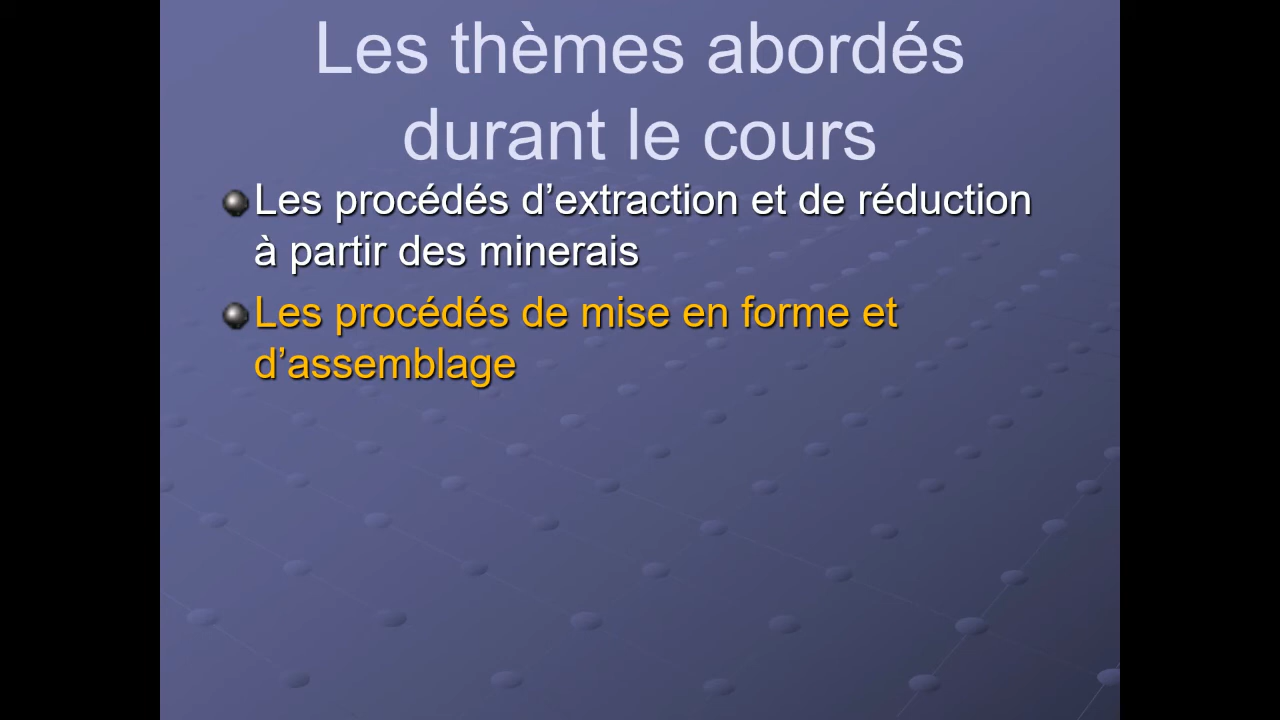 Les thèmes abordés
durant le cours
Les procédés d’extraction et de réduction
à partir des minerais
Les procédés de mise en forme et
d’assemblage